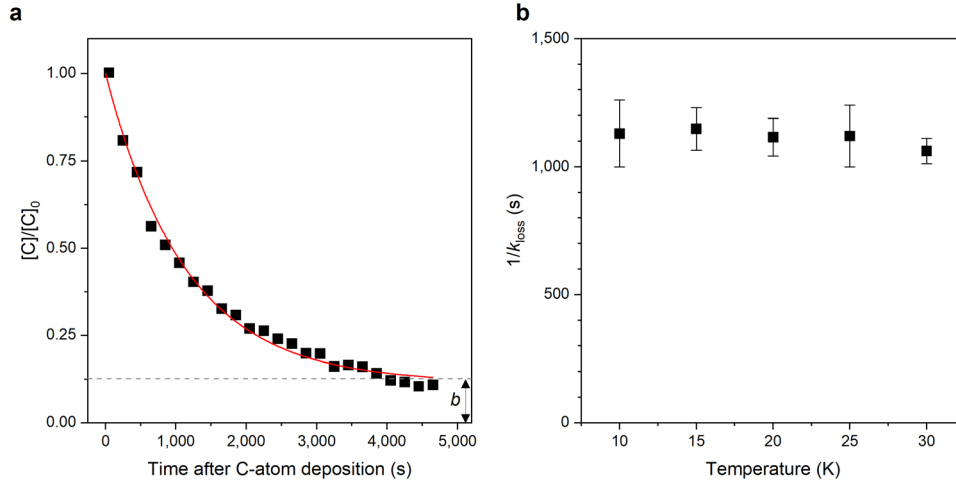 a
[C]/[C]₀
1.00
0.75
0.50
0.25
0.00
b
0 1,000 2,000 3,000 4,000 5,000
Time after C-atom deposition (s)
b
1/k_loss (s)
1,500
1,000
500
0
10 15 20 25 30
Temperature (K)